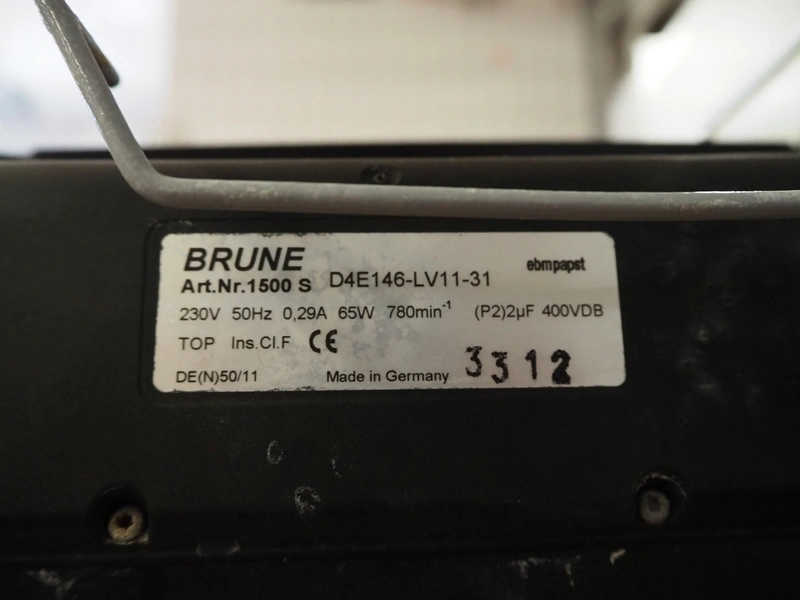 BRUNE
Art.Nr.1500 S D4E146-LV11-31 ebmpapst
230V 50Hz 0,29A 65W 780min⁻¹ (P2)2µF 400VDB
TOP Ins.Cl.F CE
DE(N)50/11 Made in Germany 3312